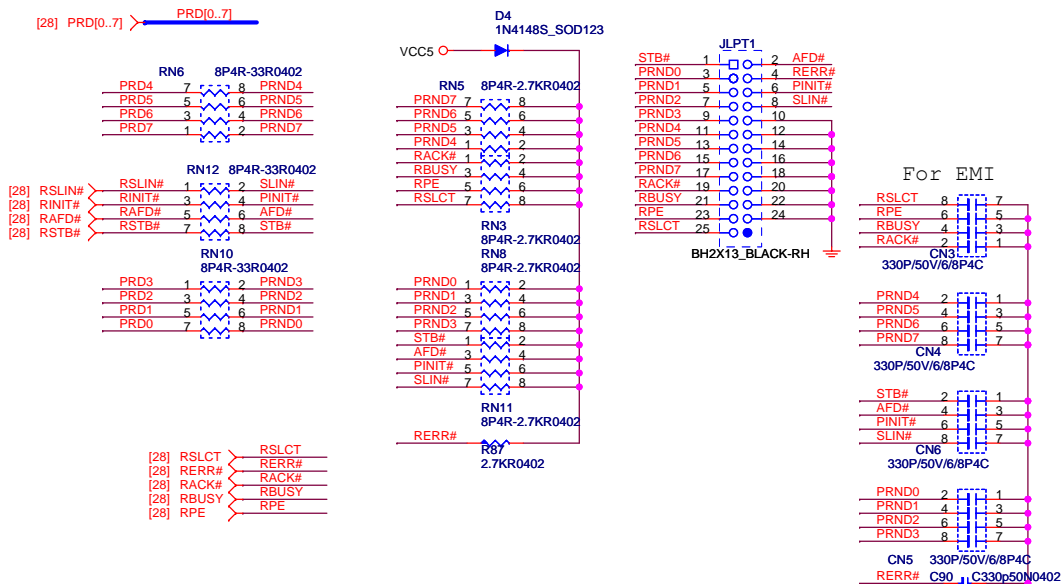 [28] PRD[0..7] PRD[0..7]
RN6 8P4R-33R0402
PRD4 7 8 PRND4
PRD5 5 6 PRND5
PRD6 3 4 PRND6
PRD7 1 2 PRND7
RN12 8P4R-33R0402
[28] RSLIN# RSLIN# 1 2 SLIN#
[28] RINIT# RINIT# 3 4 PINIT#
[28] RAFD# RAFD# 5 6 AFD#
[28] RSTB# RSTB# 7 8 STB#
RN10
8P4R-33R0402
PRD3 1 2 PRND3
PRD2 3 4 PRND2
PRD1 5 6 PRND1
PRD0 7 8 PRND0
[28] RSLCT RSLCT
[28] RERR# RERR#
[28] RACK# RACK#
[28] RBUSY RBUSY
[28] RPE RPE
D4
1N4148S_SOD123
VCC5
RN5 8P4R-2.7KR0402
PRND7 7 8
PRND6 5 6
PRND5 3 4
PRND4 1 2
RACK# 1 2
RBUSY 3 4
RPE 5 6
RSLCT 7 8
RN3
8P4R-2.7KR0402
RN8
8P4R-2.7KR0402
PRND0 1 2
PRND1 3 4
PRND2 5 6
PRND3 7 8
STB# 1 2
AFD# 3 4
PINIT# 5 6
SLIN# 7 8
RN11
8P4R-2.7KR0402
RERR#
R87
2.7KR0402
JLPT1
STB# 1 2 AFD#
PRND0 3 4 RERR#
PRND1 5 6 PINIT#
PRND2 7 8 SLIN#
PRND3 9 10
PRND4 11 12
PRND5 13 14
PRND6 15 16
PRND7 17 18
RACK# 19 20
RBUSY 21 22
RPE 23 24
RSLCT 25
BH2X13_BLACK-RH
For EMI
RSLCT 8 7
RPE 6 5
RBUSY 4 3
RACK# 2 1
CN3
330P/50V/6/8P4C
PRND4 2 1
PRND5 4 3
PRND6 6 5
PRND7 8 7
CN4
330P/50V/6/8P4C
STB# 2 1
AFD# 4 3
PINIT# 6 5
SLIN# 8 7
CN6
330P/50V/6/8P4C
PRND0 2 1
PRND1 4 3
PRND2 6 5
PRND3 8 7
CN5 330P/50V/6/8P4C
RERR# C90 C330p50N0402